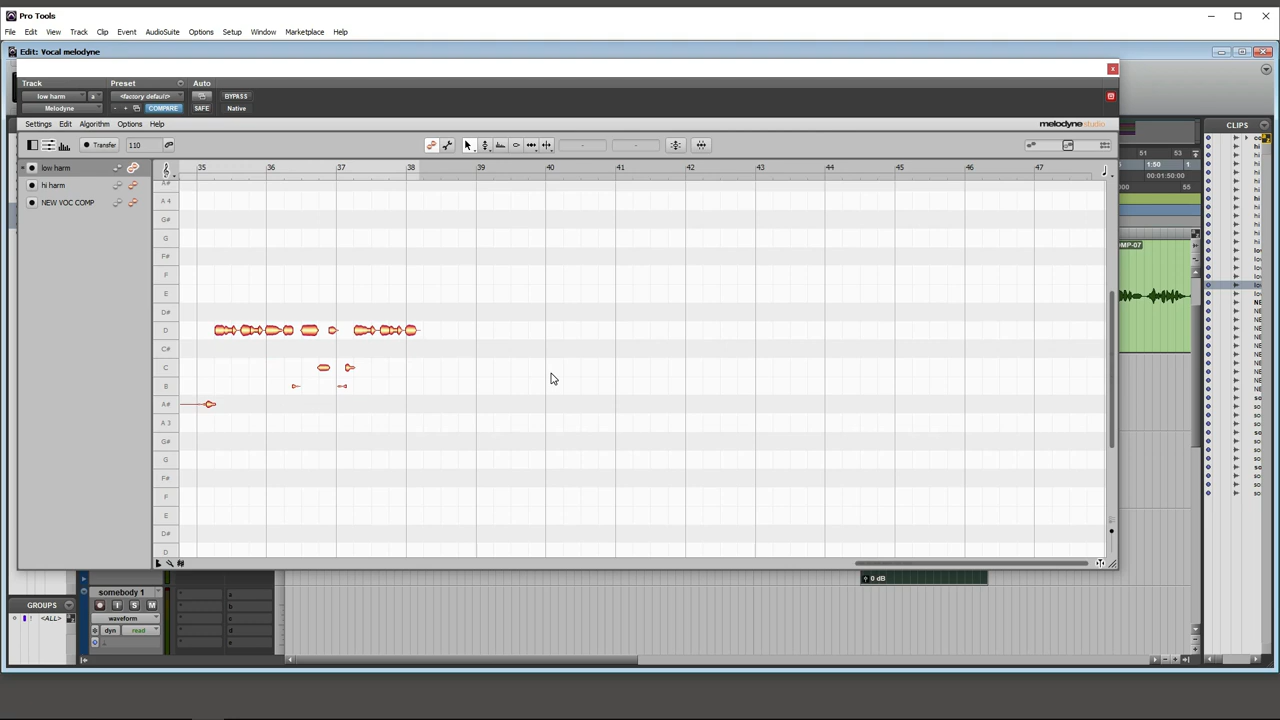 Pro Tools
File Edit View Track Clip Event AudioSuite Options Setup Window Marketplace Help
Edit: Vocal melodyne
Track Preset Auto
low harm a <factory default> BYPASS
Melodyne - + COMPARE SAFE Native
Settings Edit Algorithm Options Help
melodyne studio
CLIPS
Transfer 110 - -
low harm
hi harm
NEW VOC COMP
35 36 37 38 39 40 41 42 43 44 45 46 47
A#
A 4
G#
G
F#
F
E
D#
D
C#
C
B
A#
A 3
G#
G
F#
F
E
D#
D
51 53
1:50 1
00:01:50:00
000 55
OMP-07
0 dB
somebody 1
I S M
waveform
dyn read
a
b
c
d
e
GROUPS
<ALL>